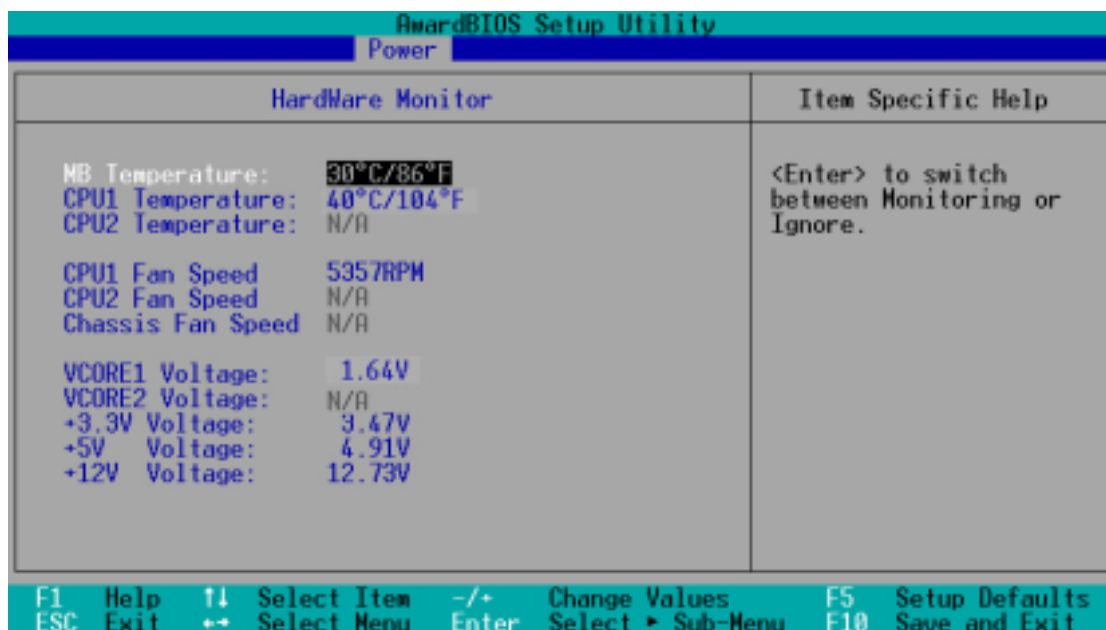 AwardBIOS Setup Utility
Power
HardWare Monitor
Item Specific Help
MB Temperature: 30°C/86°F
CPU1 Temperature: 40°C/104°F
CPU2 Temperature: N/A
CPU1 Fan Speed 5357RPM
CPU2 Fan Speed N/A
Chassis Fan Speed N/A
VCORE1 Voltage: 1.64V
VCORE2 Voltage: N/A
+3.3V Voltage: 3.47V
+5V Voltage: 4.91V
+12V Voltage: 12.73V
<Enter> to switch
between Monitoring or
Ignore.
F1 Help ↑↓ Select Item -/+ Change Values F5 Setup Defaults
ESC Exit ←→ Select Menu Enter Select ► Sub-Menu F10 Save and Exit